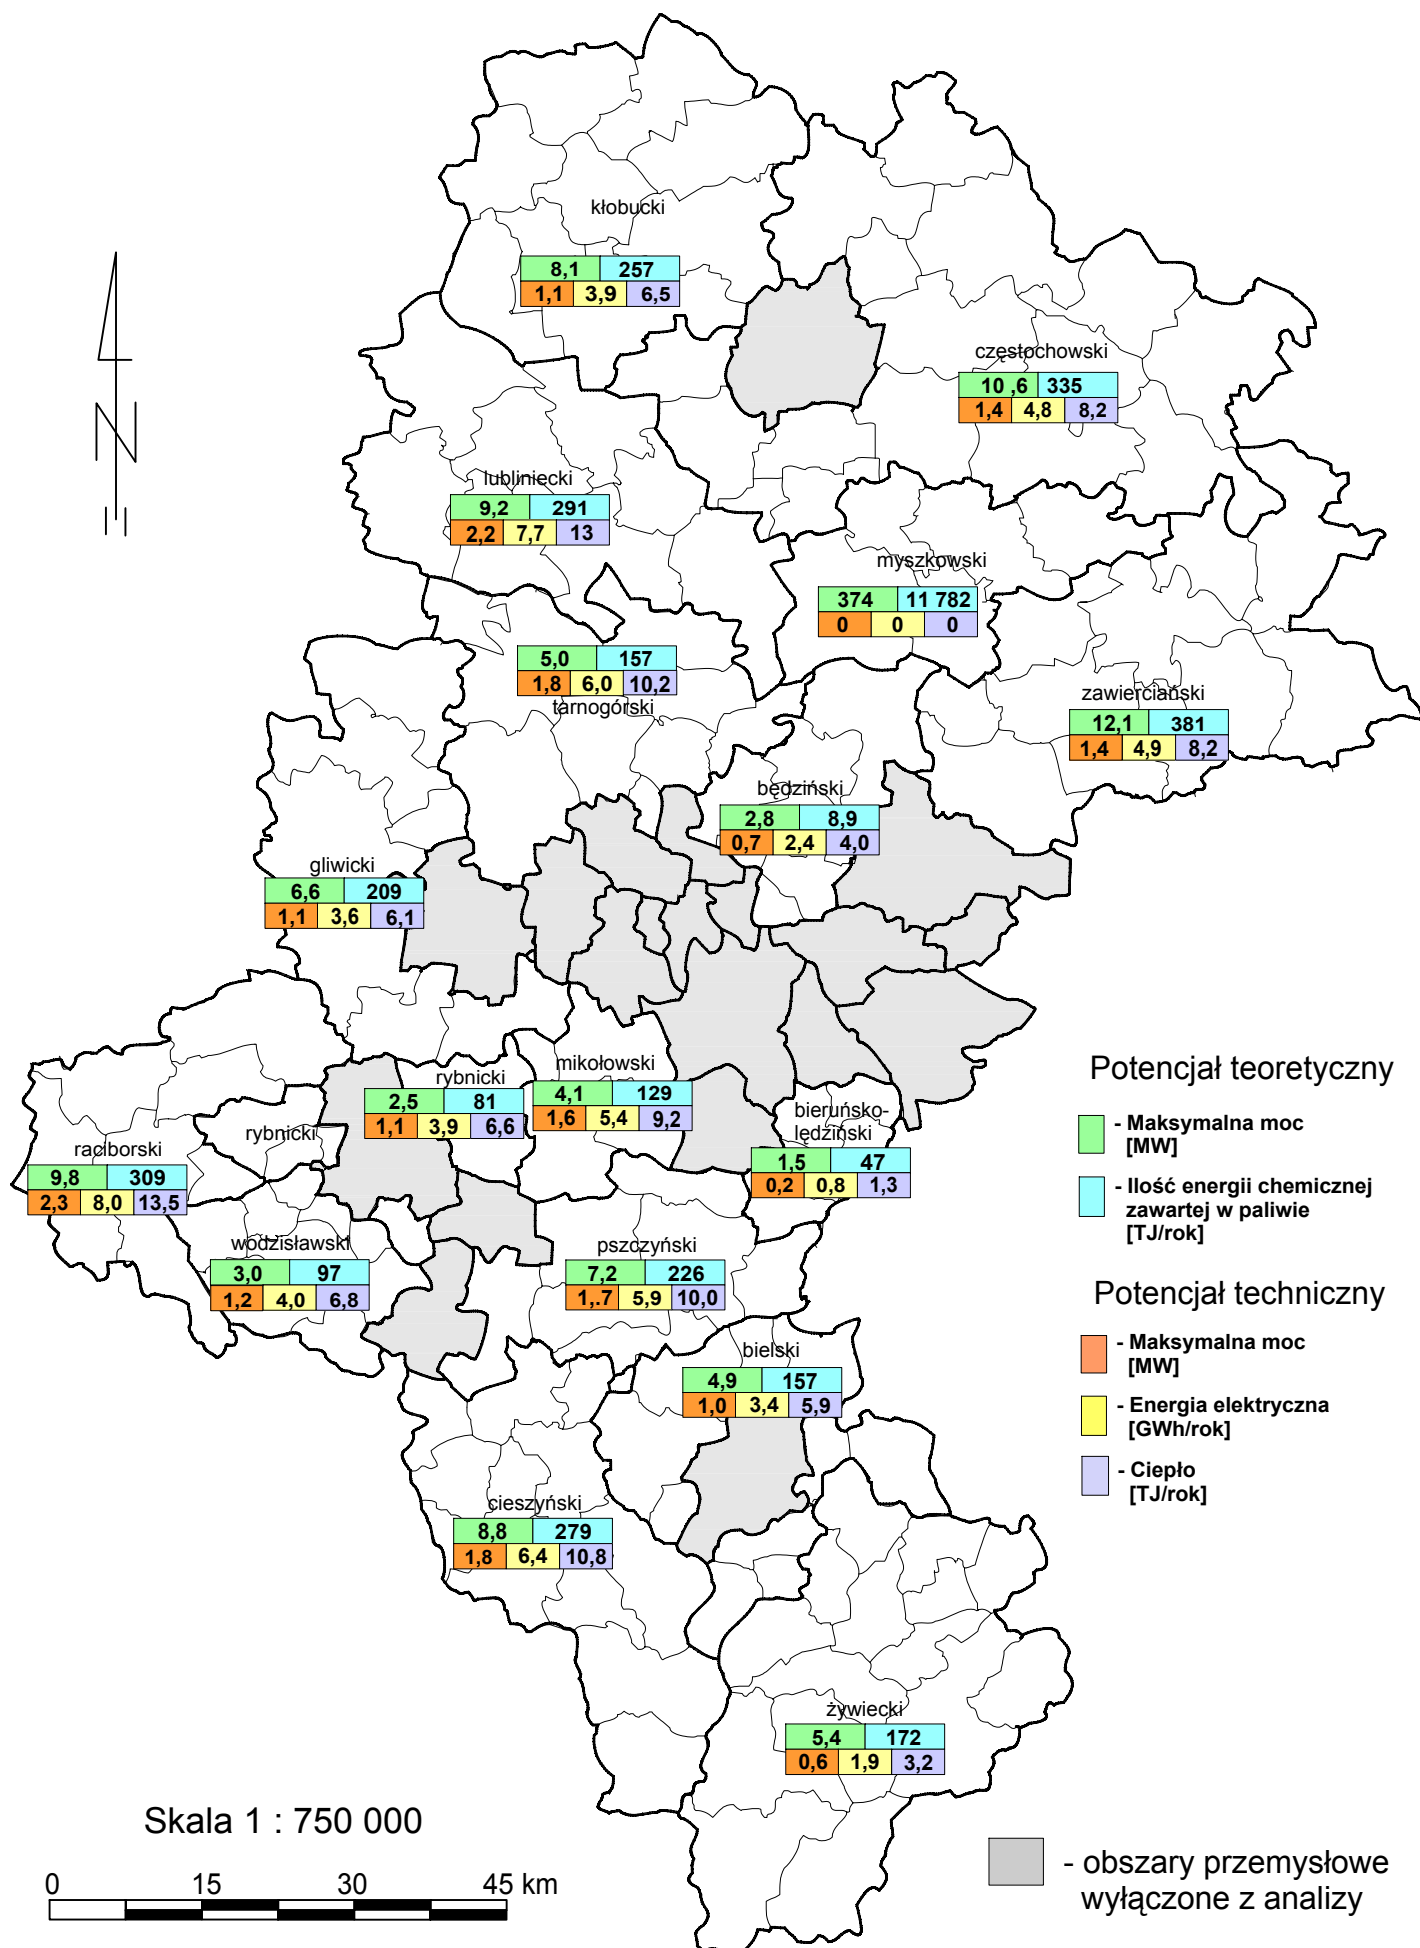 kłobucki
8,1 257
1,1 3,9 6,5
częstochowski
10 ,6 335
1,4 4,8 8,2
lubliniecki
9,2 291
2,2 7,7 13
myszkowski
374 11 782
0 0 0
5,0 157
1,8 6,0 10,2
tarnogórski
zawierciański
12,1 381
1,4 4,9 8,2
będziński
2,8 8,9
0,7 2,4 4,0
gliwicki
6,6 209
1,1 3,6 6,1
rybnicki
2,5 81
1,1 3,9 6,6
mikołowski
4,1 129
1,6 5,4 9,2
bieruńsko-
lędziński
1,5 47
0,2 0,8 1,3
rybnicki
raciborski
9,8 309
2,3 8,0 13,5
wodzisławski
3,0 97
1,2 4,0 6,8
pszczyński
7,2 226
1,.7 5,9 10,0
bielski
4,9 157
1,0 3,4 5,9
cieszyński
8,8 279
1,8 6,4 10,8
żywiecki
5,4 172
0,6 1,9 3,2
N
Potencjał teoretyczny
- Maksymalna moc
[MW]
- Ilość energii chemicznej
zawartej w paliwie
[TJ/rok]
Potencjał techniczny
- Maksymalna moc
[MW]
- Energia elektryczna
[GWh/rok]
- Ciepło
[TJ/rok]
Skala 1 : 750 000
0 15 30 45 km
- obszary przemysłowe
wyłączone z analizy